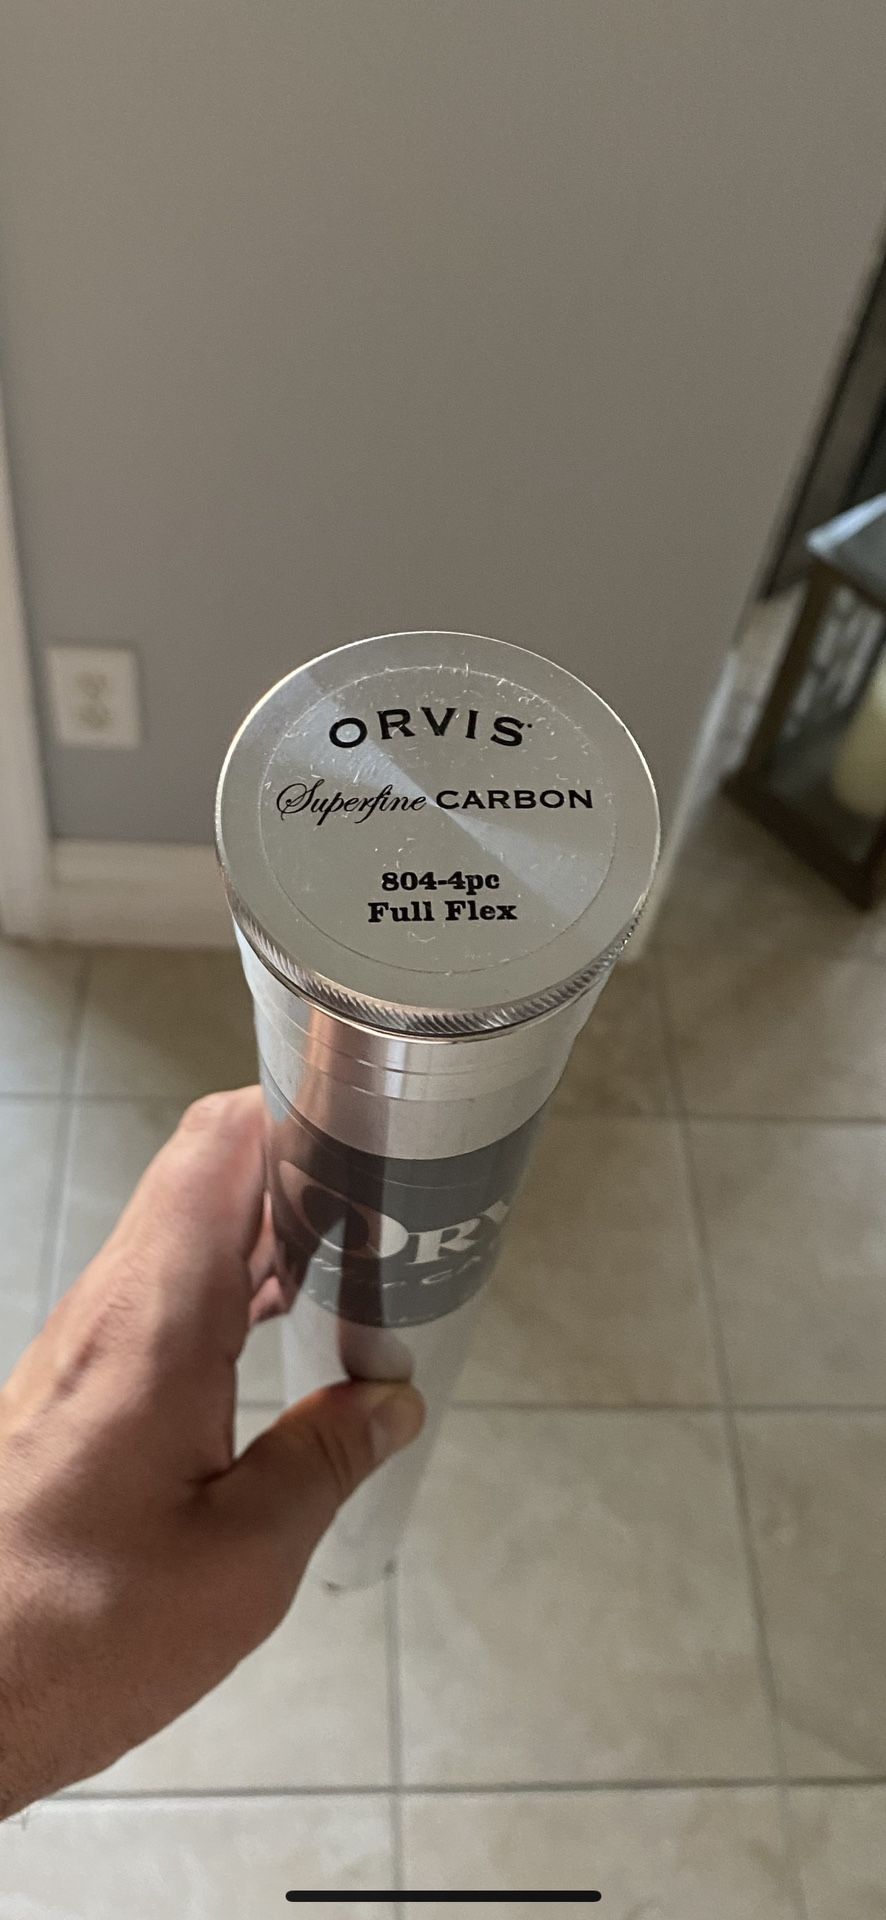 ORVIS
Superfine CARBON
804-4pc
Full Flex